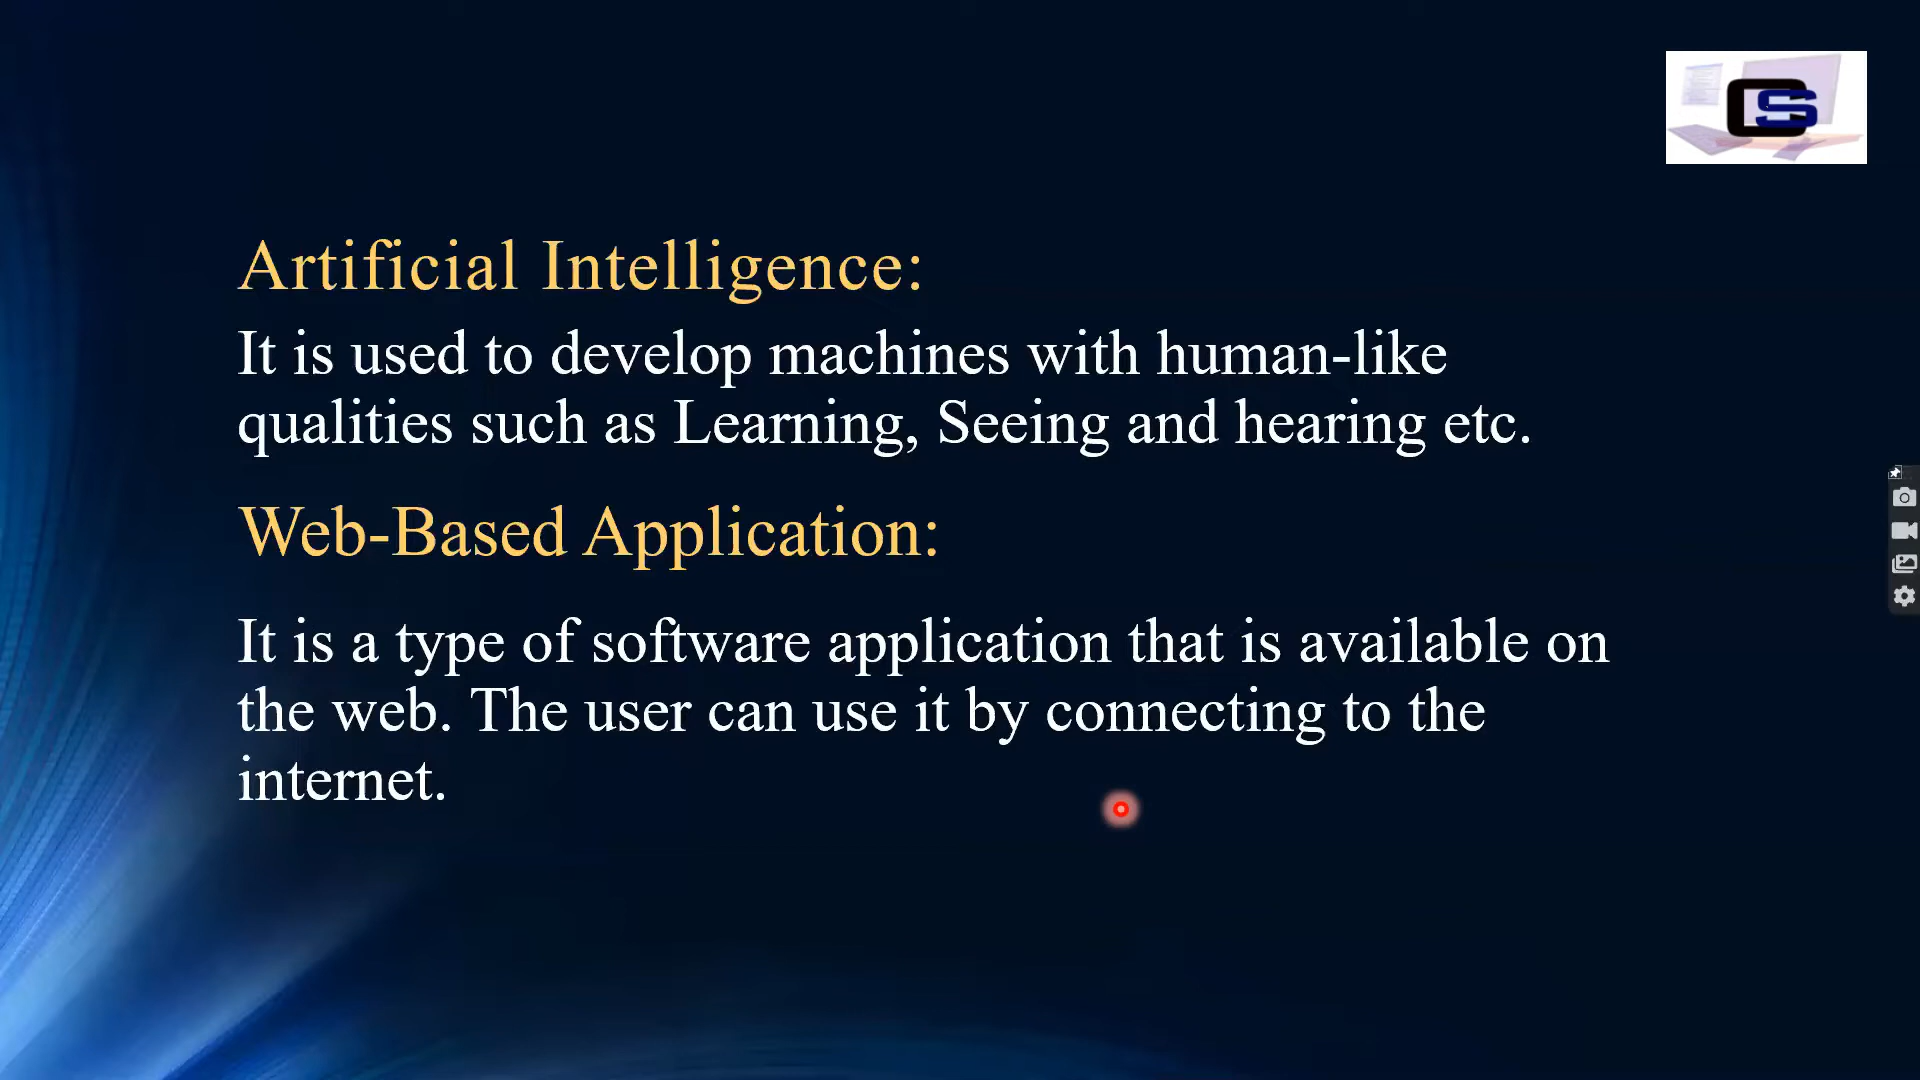 CS
Artificial Intelligence:
It is used to develop machines with human-like
qualities such as Learning, Seeing and hearing etc.
Web-Based Application:
It is a type of software application that is available on
the web. The user can use it by connecting to the
internet.